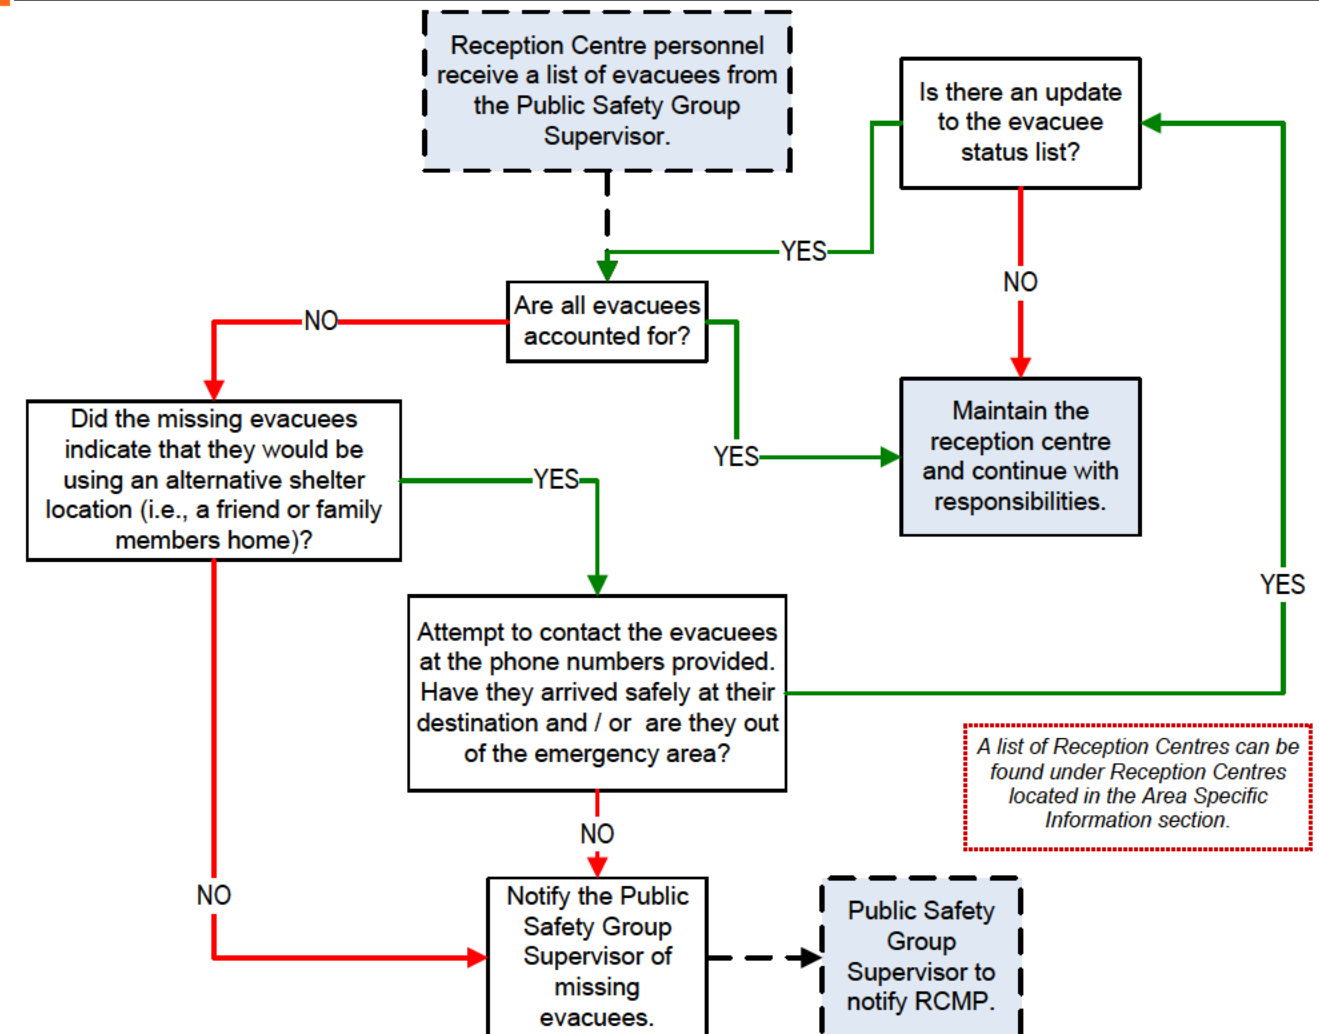 Reception Centre personnel
receive a list of evacuees from
the Public Safety Group
Supervisor.
Is there an update
to the evacuee
status list?
YES
NO
Are all evacuees
accounted for?
NO
YES
Maintain the
reception centre
and continue with
responsibilities.
Did the missing evacuees
indicate that they would be
using an alternative shelter
location (i.e., a friend or family
members home)?
YES
YES
Attempt to contact the evacuees
at the phone numbers provided.
Have they arrived safely at their
destination and / or are they out
of the emergency area?
A list of Reception Centres can be
found under Reception Centres
located in the Area Specific
Information section.
NO
NO
Notify the Public
Safety Group
Supervisor of
missing
evacuees.
Public Safety
Group
Supervisor to
notify RCMP.